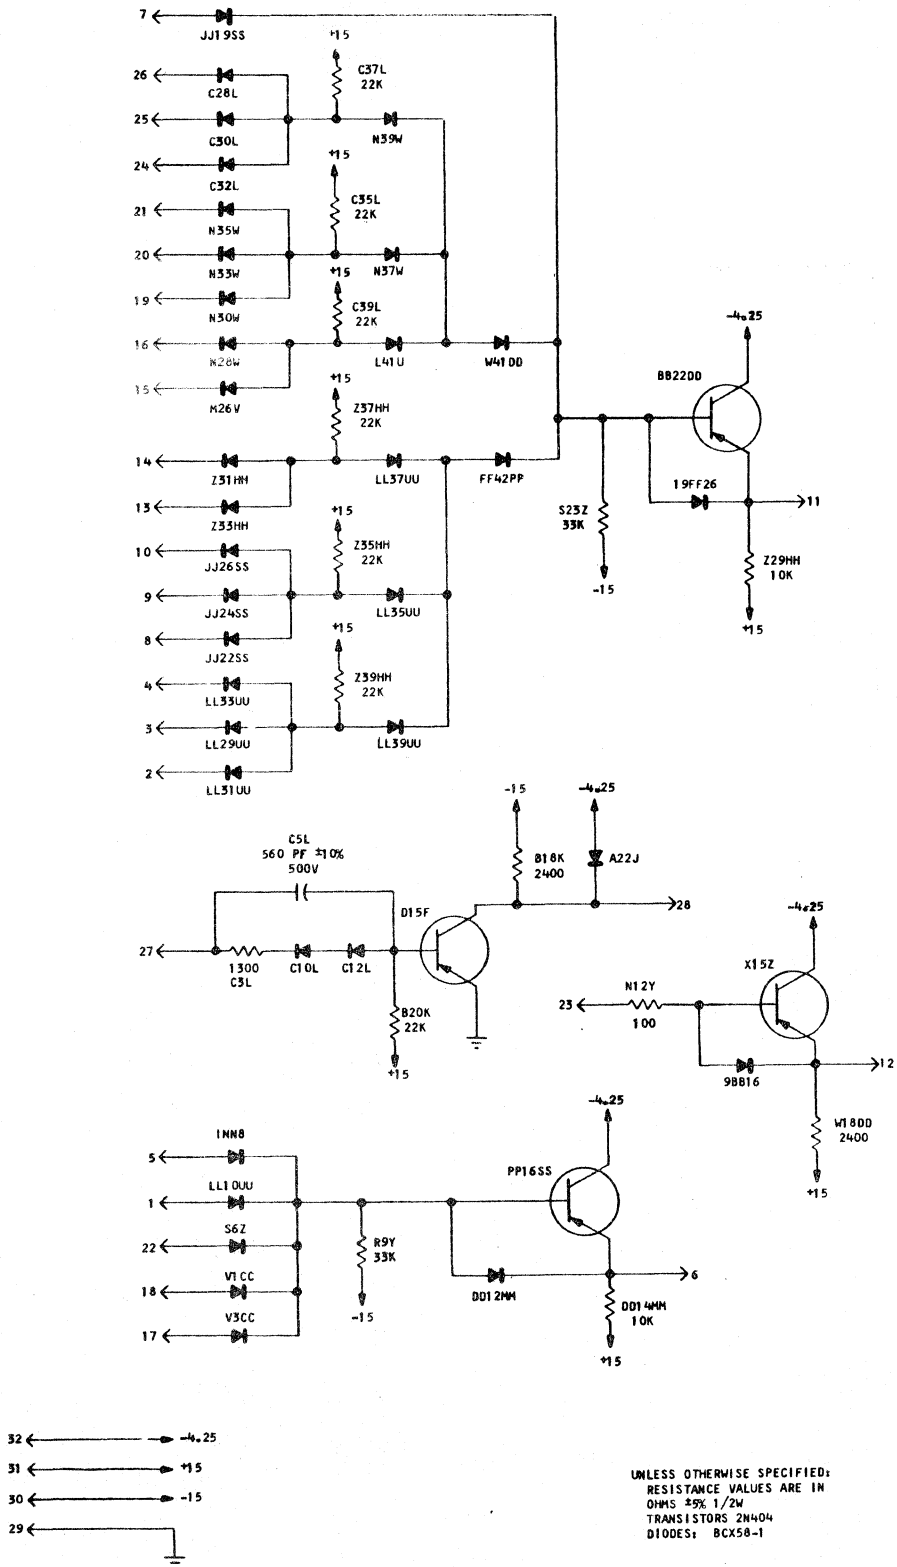 7
JJ19SS
+15
C37L
22K
26
C28L
25
C30L
N39W
24
C32L
+15
C35L
22K
21
N35W
20
N33W
N37W
+15
C39L
22K
19
N30W
16
N28W
L41U
W41DD
15
M26V
+15
Z37HH
22K
14
Z31HH
LL37UU
FF42PP
13
Z33HH
-4.25
BB22DD
19FF26
11
S23Z
33K
-15
Z29HH
10K
+15
+15
Z35HH
22K
10
JJ26SS
9
JJ24SS
LL35UU
8
JJ22SS
+15
Z39HH
22K
4
LL33UU
3
LL29UU
LL39UU
2
LL31UU
-15
-4.25
B18K
2400
A22J
28
C5L
560 PF ±10%
500V
D15F
27
1300
C3L
C10L
C12L
B20K
22K
+15
-4.25
X15Z
N12Y
23
100
9BB16
12
W18DD
2400
+15
-4.25
PP16SS
1NN8
5
LL10UU
1
S6Z
22
V1CC
18
V3CC
17
R9Y
33K
-15
DD12MM
6
DD14MM
10K
+15
32 -4.25
31 +15
30 -15
29
UNLESS OTHERWISE SPECIFIED:
RESISTANCE VALUES ARE IN
OHMS ±5% 1/2W
TRANSISTORS 2N404
DIODES: BCX58-1